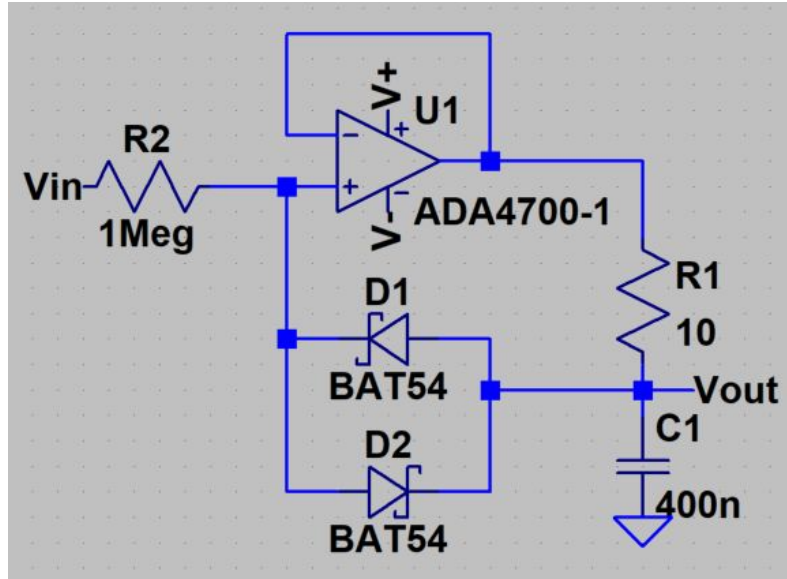 V+
U1
R2
Vin
1Meg
-
+
+
-
ADA4700-1
V-
D1
BAT54
R1
10
Vout
C1
D2
400n
BAT54